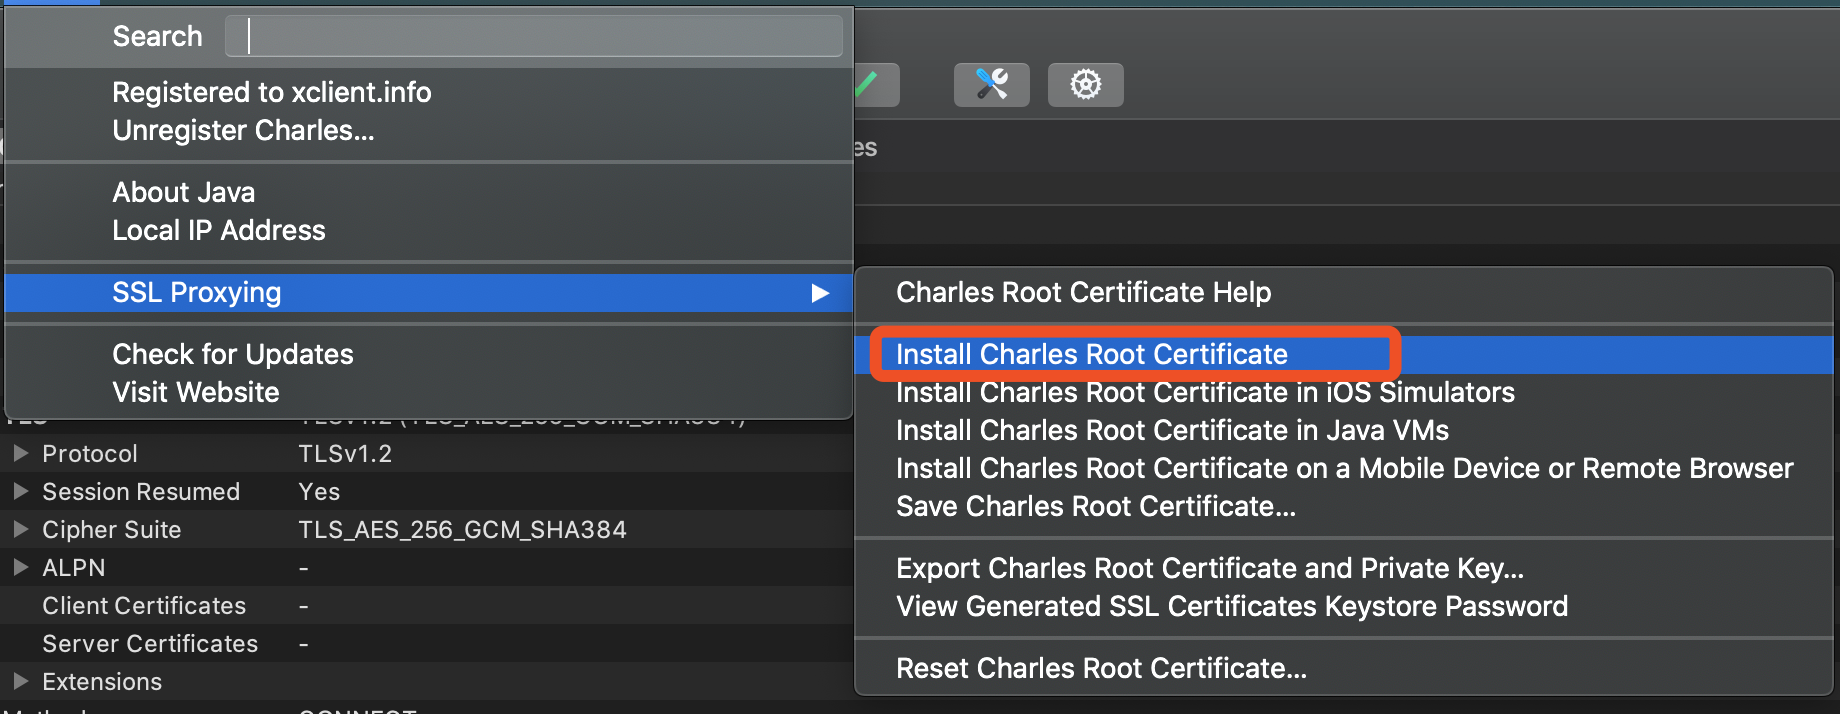 Search
Registered to xclient.info
Unregister Charles...
About Java
Local IP Address
SSL Proxying
Check for Updates
Visit Website
Charles Root Certificate Help
Install Charles Root Certificate
Install Charles Root Certificate in iOS Simulators
Install Charles Root Certificate in Java VMs
Install Charles Root Certificate on a Mobile Device or Remote Browser
Save Charles Root Certificate...
Export Charles Root Certificate and Private Key...
View Generated SSL Certificates Keystore Password
Reset Charles Root Certificate...
es
Protocol TLSv1.2
Session Resumed Yes
Cipher Suite TLS_AES_256_GCM_SHA384
ALPN -
Client Certificates -
Server Certificates -
Extensions